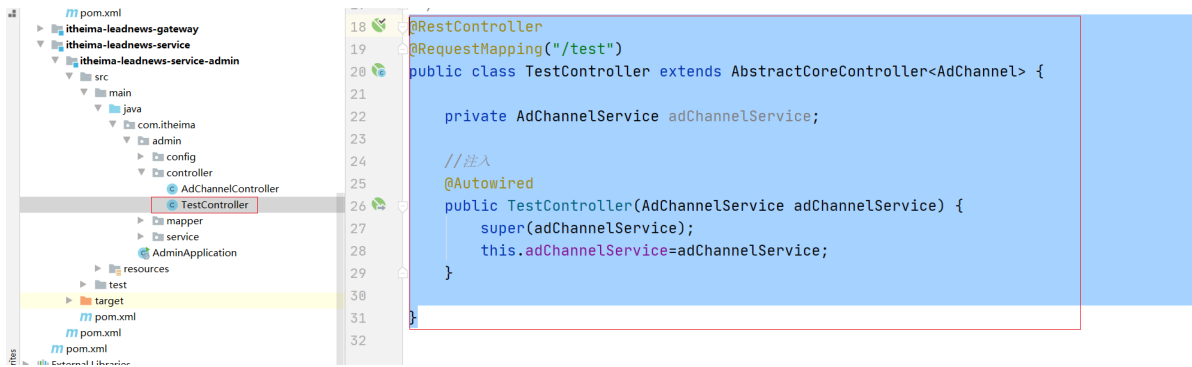 pom.xml
itheima-leadnews-gateway
itheima-leadnews-service
itheima-leadnews-service-admin
src
main
java
com.itheima
admin
config
controller
AdChannelController
TestController
mapper
service
AdminApplication
resources
test
target
pom.xml
pom.xml
pom.xml
External Libraries
18 @RestController
19 @RequestMapping("/test")
20 public class TestController extends AbstractCoreController<AdChannel> {
21
22 private AdChannelService adChannelService;
23
24 //注入
25 @Autowired
26 public TestController(AdChannelService adChannelService) {
27 super(adChannelService);
28 this.adChannelService=adChannelService;
29 }
30
31 }
32